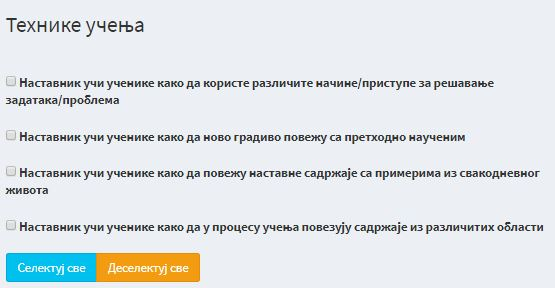 Технике учења
Наставник учи ученике како да користе различите начине/приступе за решавање
задатака/проблема
Наставник учи ученике како да ново градиво повежу са претходно наученим
Наставник учи ученике како да повежу наставне садржаје са примерима из свакодневног
живота
Наставник учи ученике како да у процесу учења повезују садржаје из различитих области
Селектуј све Деселектуј све